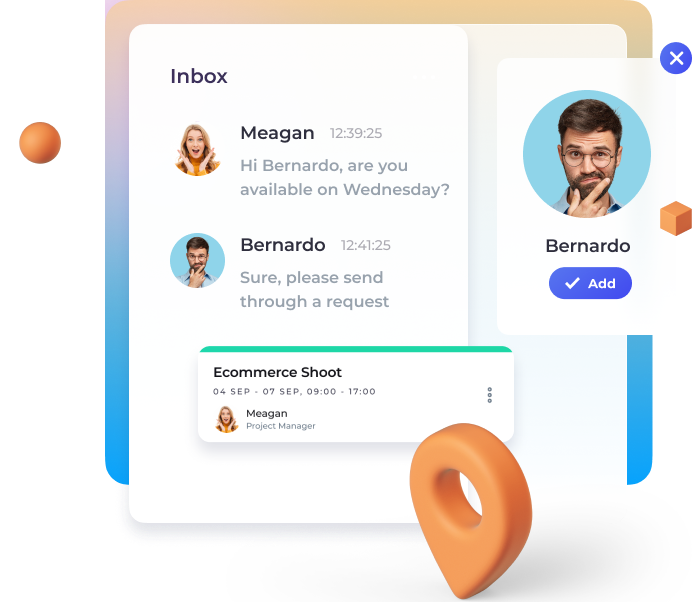 Inbox
Meagan 12:39:25
Hi Bernardo, are you
available on Wednesday?
Bernardo 12:41:25
Sure, please send
through a request
Bernardo
Add
Ecommerce Shoot
04 SEP - 07 SEP, 09:00 - 17:00
Meagan
Project Manager